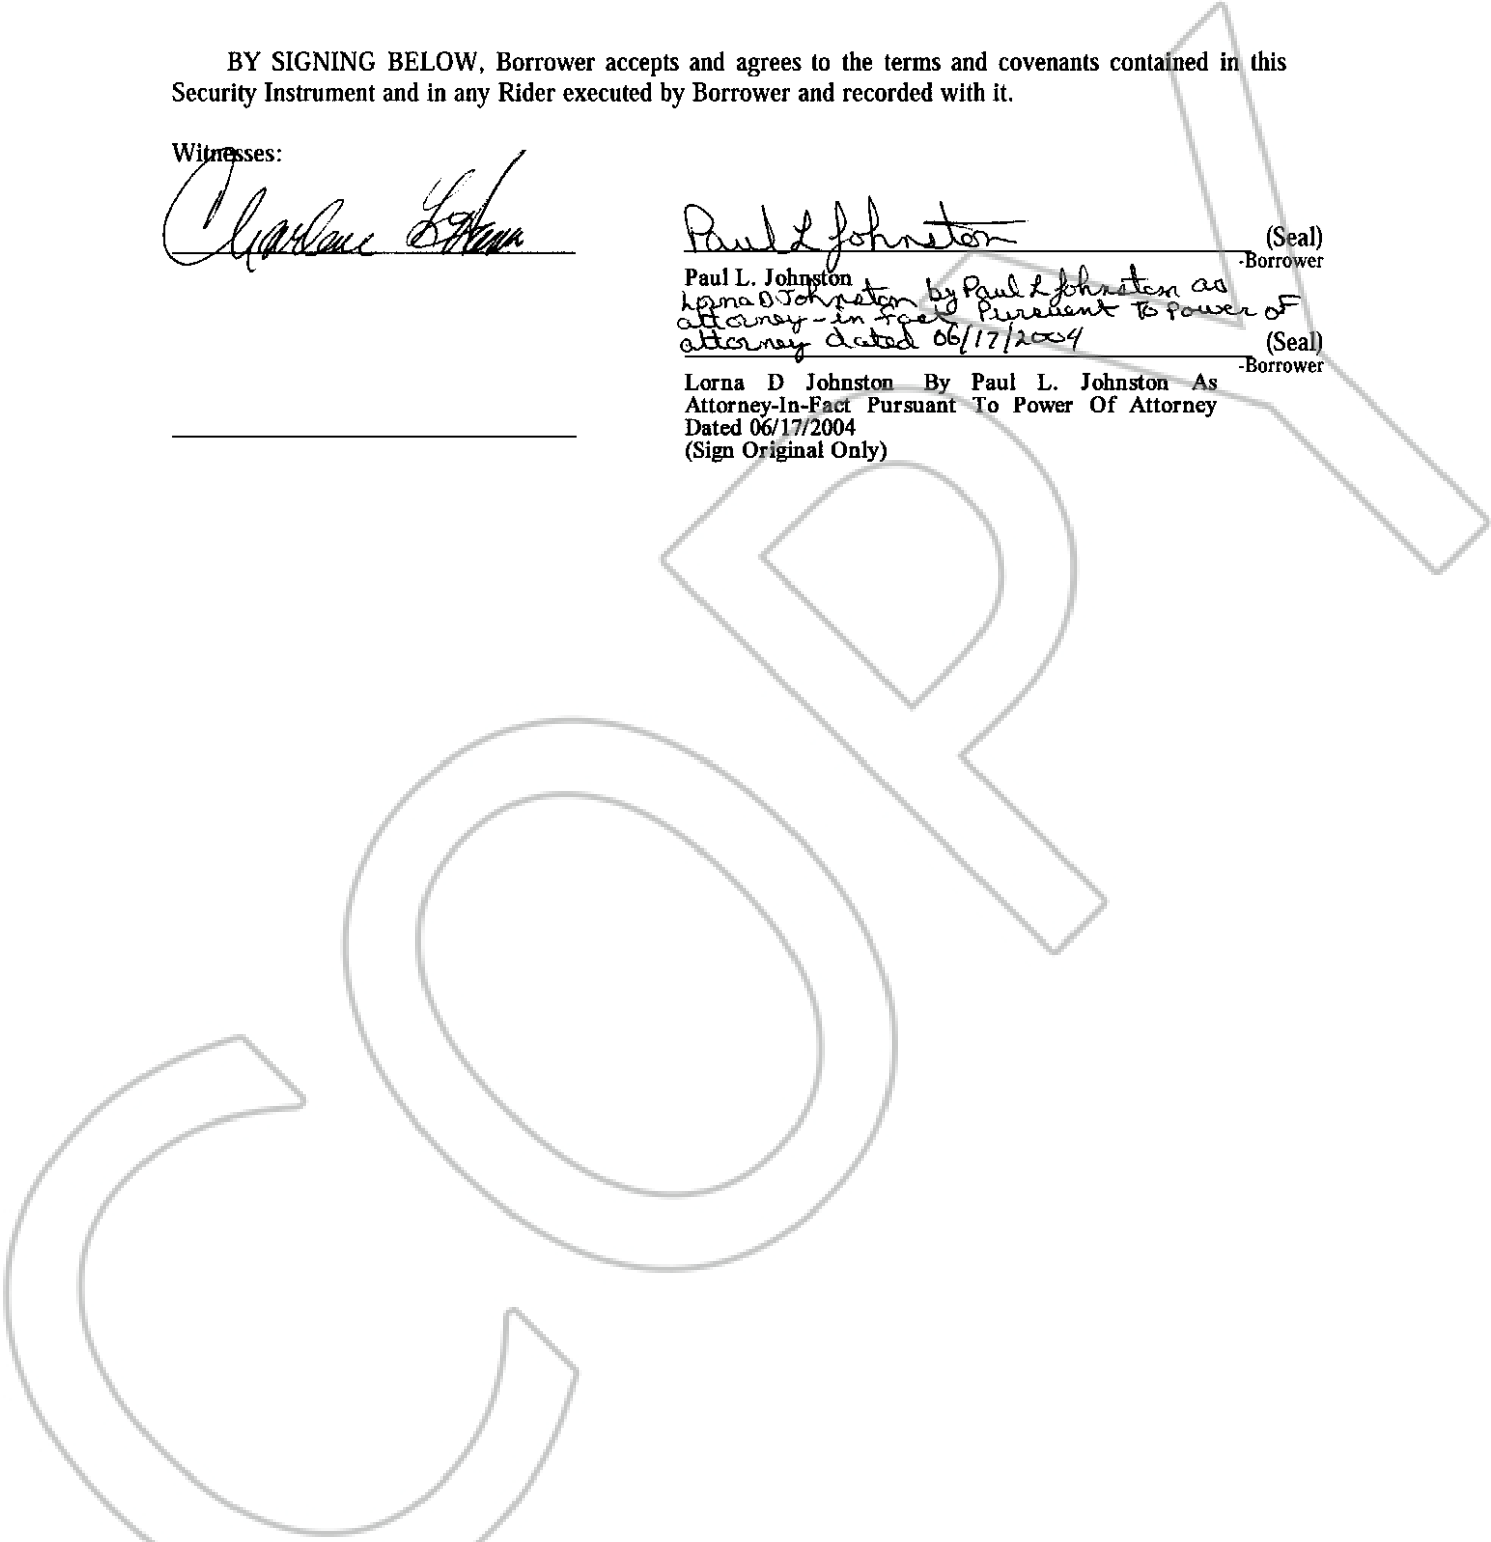 BY SIGNING BELOW, Borrower accepts and agrees to the terms and covenants contained in this
Security Instrument and in any Rider executed by Borrower and recorded with it.
Witnesses:
Charlene
Paul L Johnston
(Seal)
-Borrower
Paul L. Johnston
Lorna D Johnston by Paul L Johnston as
attorney-in fact Pursuant To Power of
attorney dated 06/17/2004
(Seal)
-Borrower
Lorna D Johnston By Paul L. Johnston As
Attorney-In-Fact Pursuant To Power Of Attorney
Dated 06/17/2004
(Sign Original Only)
COPY